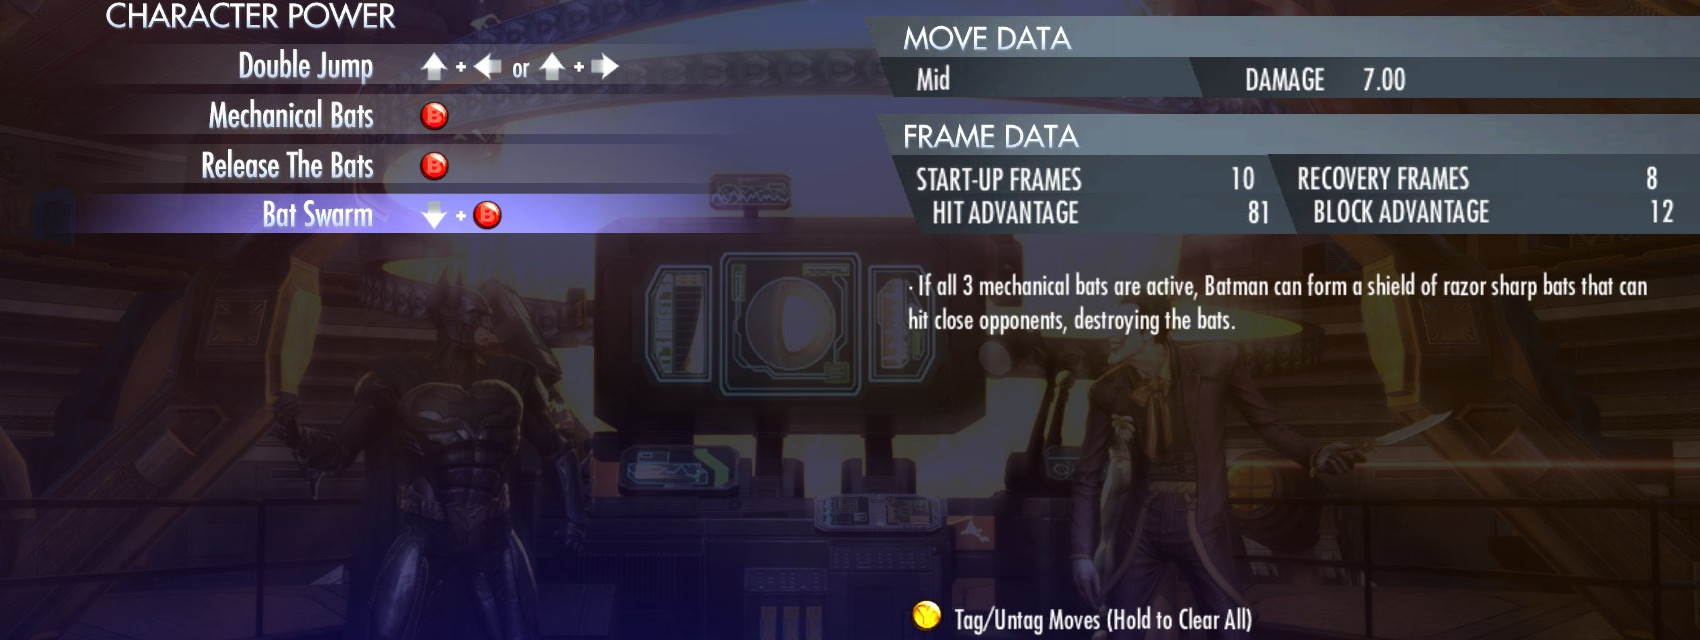 CHARACTER POWER
Double Jump + or +
Mechanical Bats B
Release The Bats B
Bat Swarm + B
MOVE DATA
Mid DAMAGE 7.00
FRAME DATA
START-UP FRAMES 10 RECOVERY FRAMES 8
HIT ADVANTAGE 81 BLOCK ADVANTAGE 12
· If all 3 mechanical bats are active, Batman can form a shield of razor sharp bats that can
hit close opponents, destroying the bats.
Y Tag/Untag Moves (Hold to Clear All)